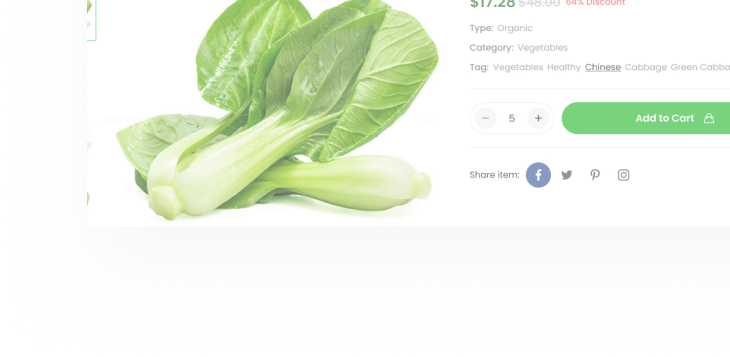 $17.28 $48.00 64% Discount
Type: Organic
Category: Vegetables
Tag: Vegetables Healthy Chinese Cabbage Green Cabba
5 Add to Cart
Share item: